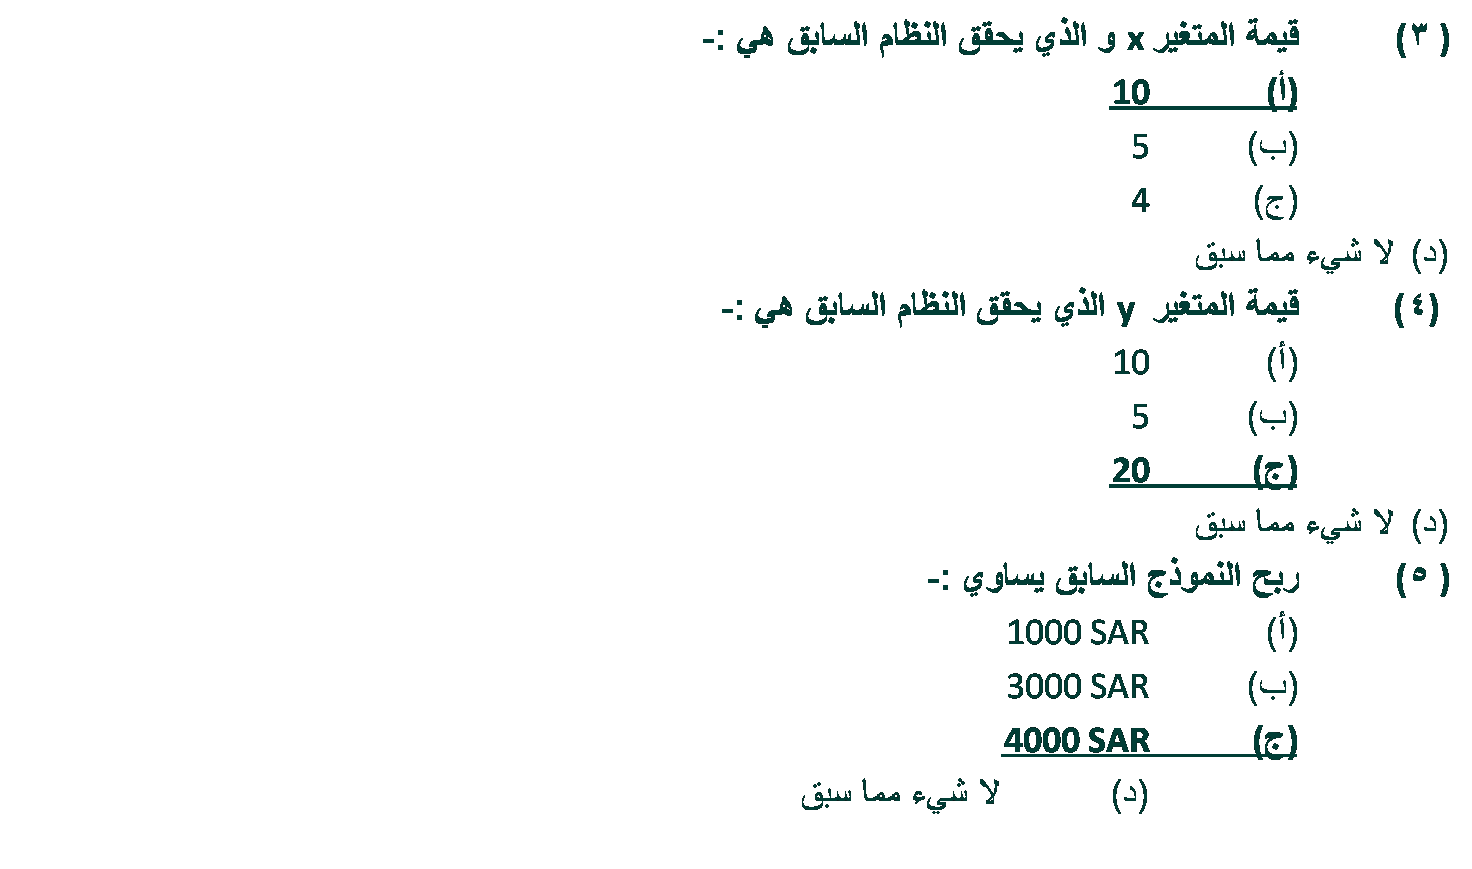 (٣) قيمة المتغير x و الذي يحقق النظام السابق هي :-
(أ) 10
(ب) 5
(ج) 4
(د) لا شيء مما سبق
(٤) قيمة المتغير y الذي يحقق النظام السابق هي :-
(أ) 10
(ب) 5
(ج) 20
(د) لا شيء مما سبق
(٥) ربح النموذج السابق يساوي :-
(أ) 1000 SAR
(ب) 3000 SAR
(ج) 4000 SAR
(د) لا شيء مما سبق